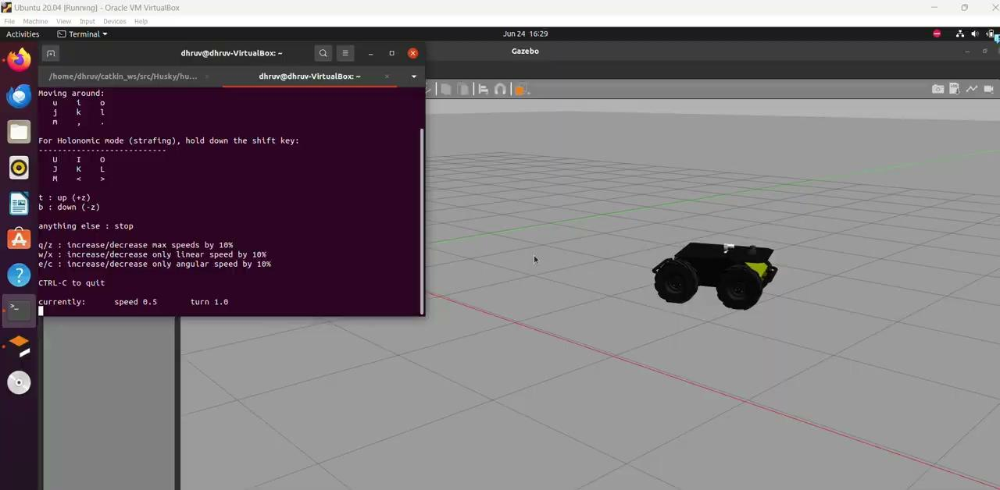 Ubuntu 20.04 [Running] - Oracle VM VirtualBox
File Machine View Input Devices Help
Activities Terminal Jun 24 16:29
dhruv@dhruv-VirtualBox: ~
Gazebo
/home/dhruv/catkin_ws/src/Husky/hu... dhruv@dhruv-VirtualBox: ~
Moving around:
u i o
j k l
m , .
For Holonomic mode (strafing), hold down the shift key:
---------------------------
U I O
J K L
M < >
t : up (+z)
b : down (-z)
anything else : stop
q/z : increase/decrease max speeds by 10%
w/x : increase/decrease only linear speed by 10%
e/c : increase/decrease only angular speed by 10%
CTRL-C to quit
currently: speed 0.5 turn 1.0